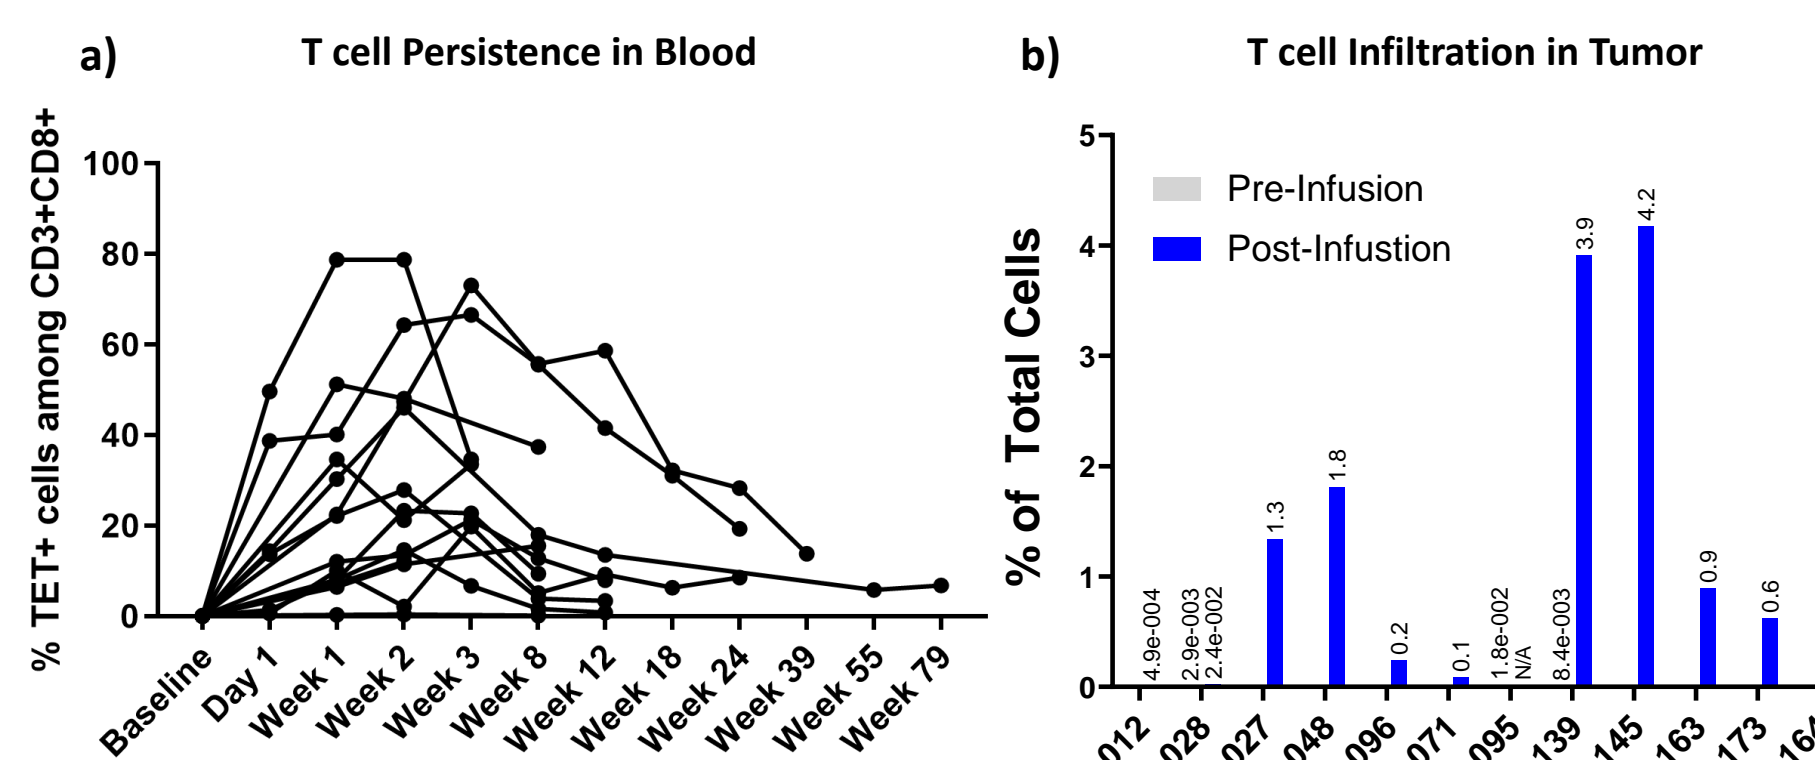 a)
T cell Persistence in Blood
% TET+ cells among CD3+CD8+
100
80
60
40
20
0
Baseline
Day 1
Week 1
Week 2
Week 3
Week 8
Week 12
Week 18
Week 24
Week 39
Week 55
Week 79
b)
T cell Infiltration in Tumor
% of Total Cells
5
4
3
2
1
0
Pre-Infusion
Post-Infustion
4.9e-004
2.9e-003
2.4e-002
1.3
1.8
0.2
0.1
1.8e-002
N/A
8.4e-003
3.9
4.2
0.9
0.6
012
028
027
048
096
071
095
139
145
163
173